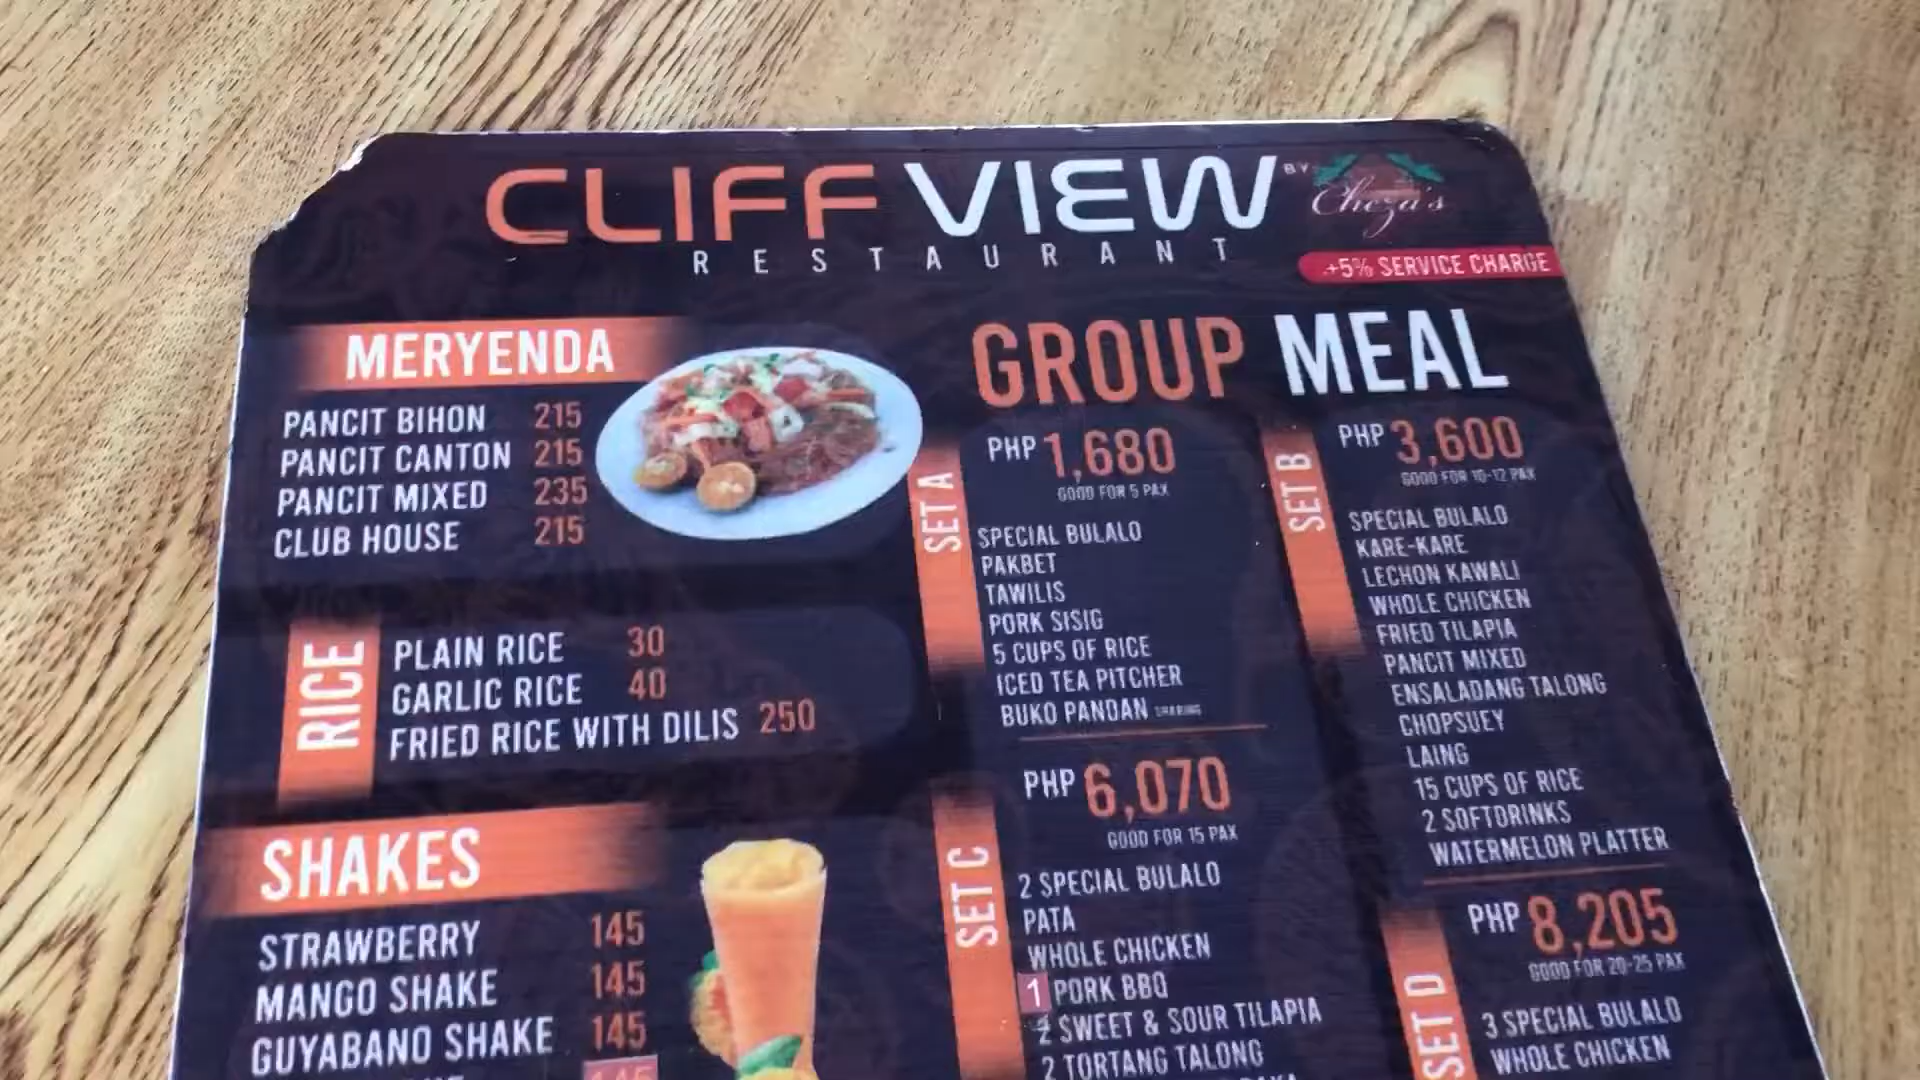 CLIFF VIEW
BY
Cheza's
RESTAURANT
+5% SERVICE CHARGE
MERYENDA
PANCIT BIHON 215
PANCIT CANTON 215
PANCIT MIXED 235
CLUB HOUSE 215
RICE
PLAIN RICE 30
GARLIC RICE 40
FRIED RICE WITH DILIS 250
SHAKES
STRAWBERRY 145
MANGO SHAKE 145
GUYABANO SHAKE 145
GROUP MEAL
SET A
PHP 1,680
GOOD FOR 5 PAX
SPECIAL BULALO
PAKBET
TAWILIS
PORK SISIG
5 CUPS OF RICE
ICED TEA PITCHER
BUKO PANDAN SHARING
SET B
PHP 3,600
GOOD FOR 10-12 PAX
SPECIAL BULALO
KARE-KARE
LECHON KAWALI
WHOLE CHICKEN
FRIED TILAPIA
PANCIT MIXED
ENSALADANG TALONG
CHOPSUEY
LAING
15 CUPS OF RICE
2 SOFTDRINKS
WATERMELON PLATTER
SET C
PHP 6,070
GOOD FOR 15 PAX
2 SPECIAL BULALO
PATA
WHOLE CHICKEN
1 PORK BBQ
2 SWEET & SOUR TILAPIA
2 TORTANG TALONG
SET D
PHP 8,205
GOOD FOR 20-25 PAX
3 SPECIAL BULALO
WHOLE CHICKEN